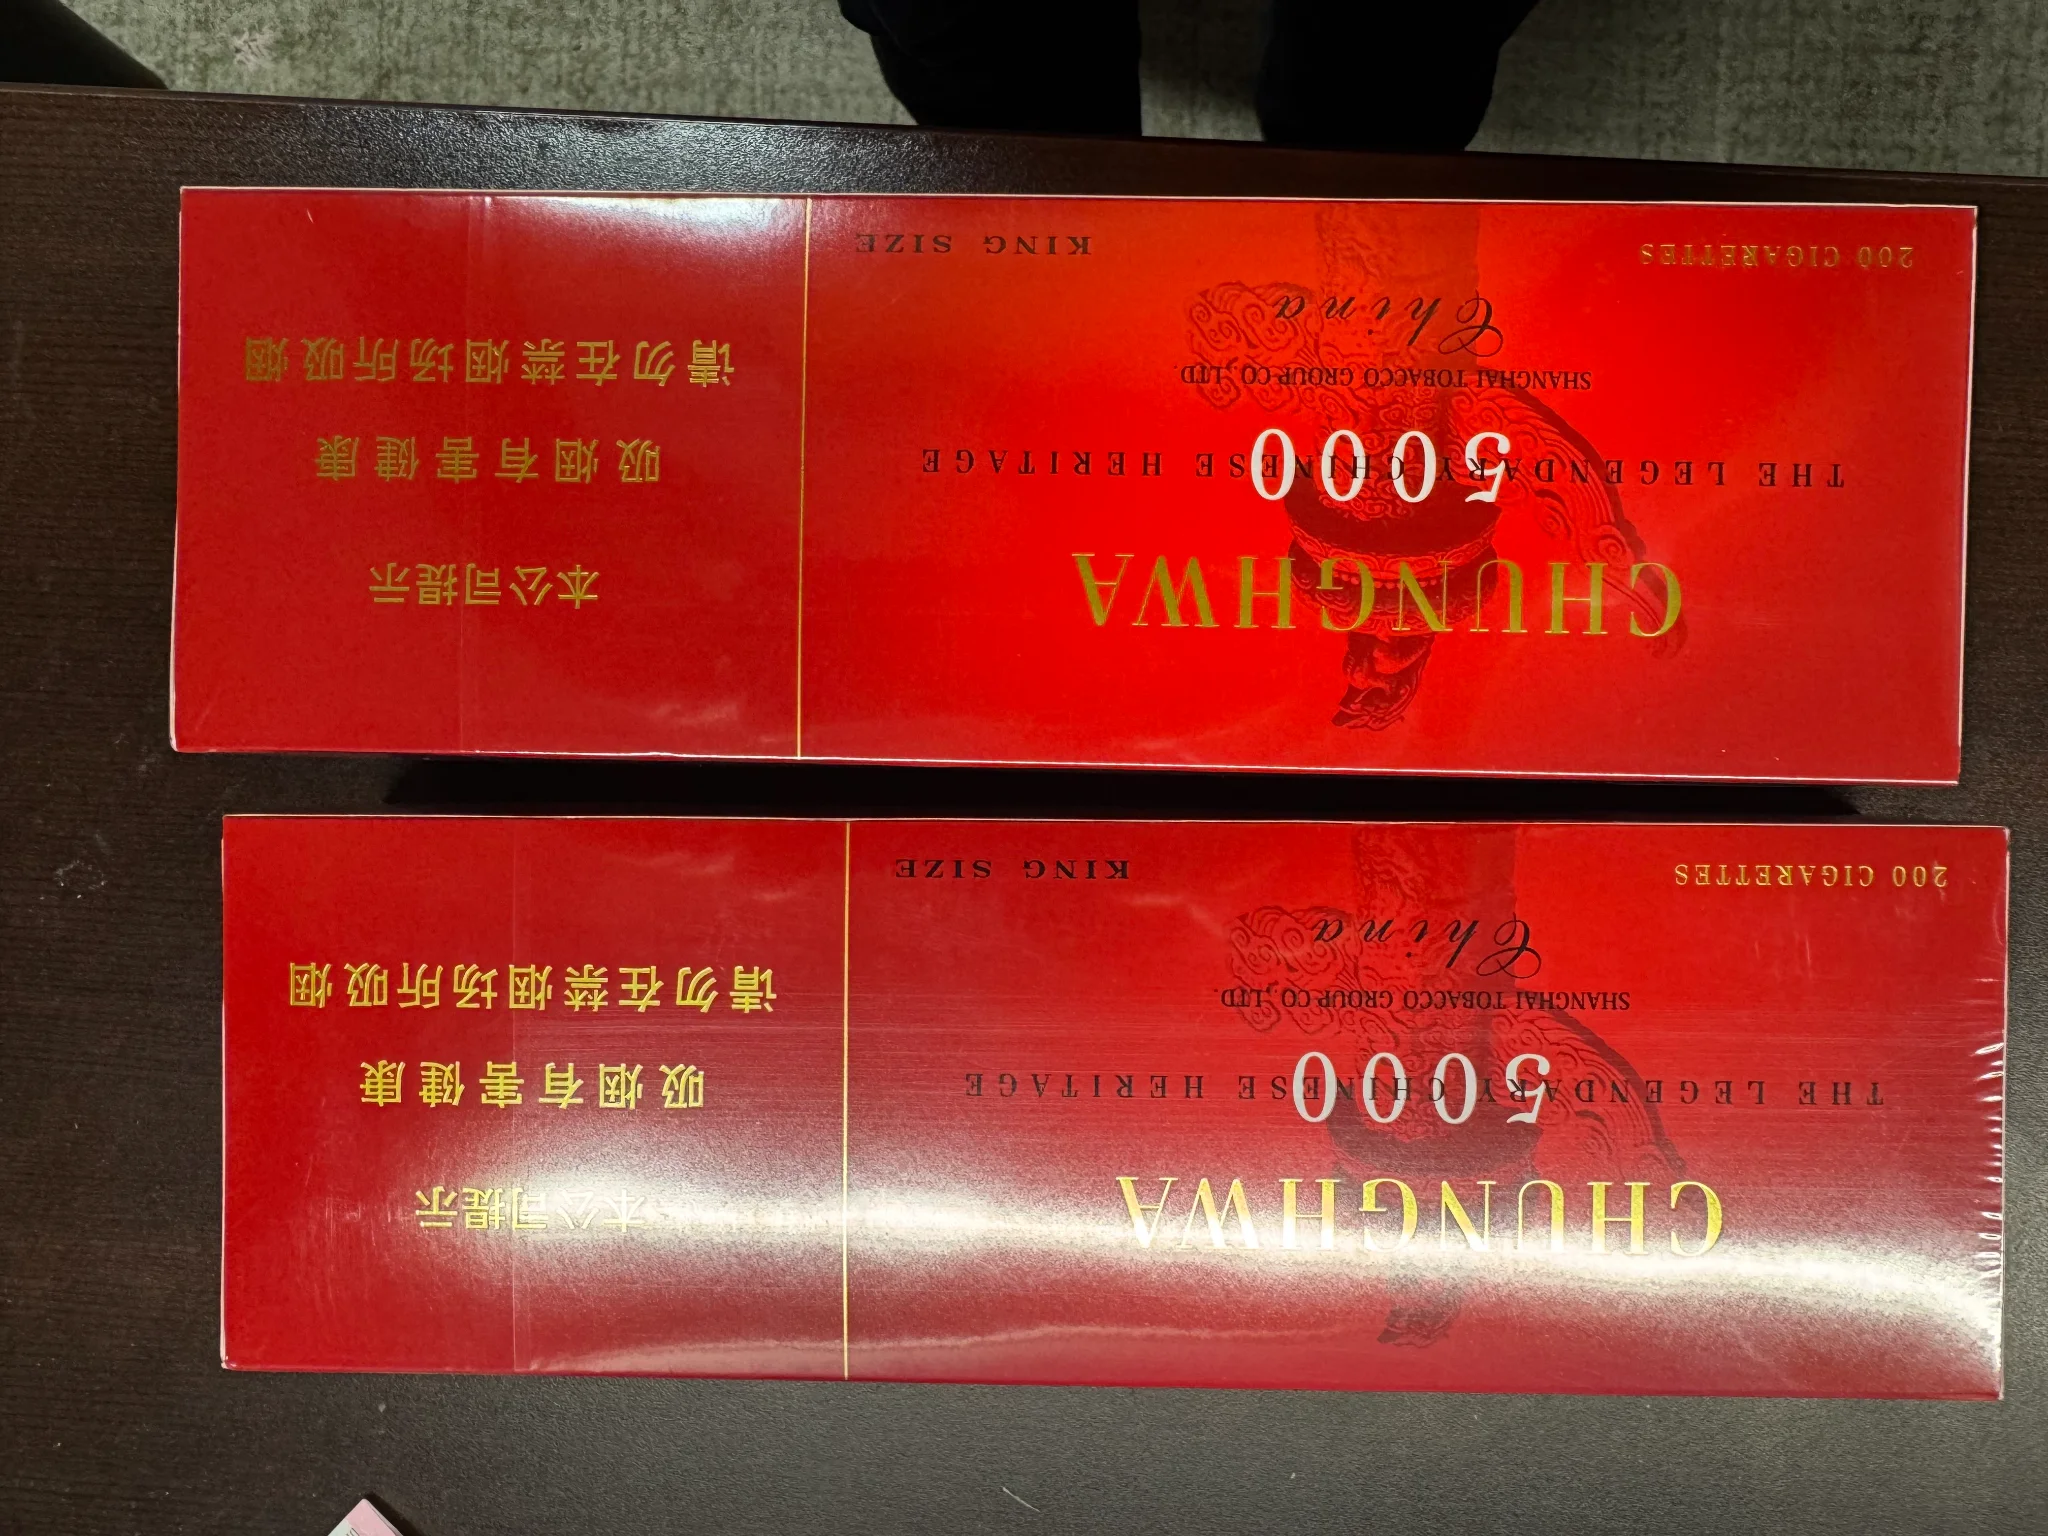 CHUNGHWA
5000
THE LEGENDARY CHINESE HERITAGE
SHANGHAI TOBACCO GROUP CO.,LTD.
China
200 CIGARETTES
KING SIZE
本公司提示
吸烟有害健康
请勿在禁烟场所吸烟
CHUNGHWA
5000
THE LEGENDARY CHINESE HERITAGE
SHANGHAI TOBACCO GROUP CO.,LTD.
China
200 CIGARETTES
KING SIZE
本公司提示
吸烟有害健康
请勿在禁烟场所吸烟